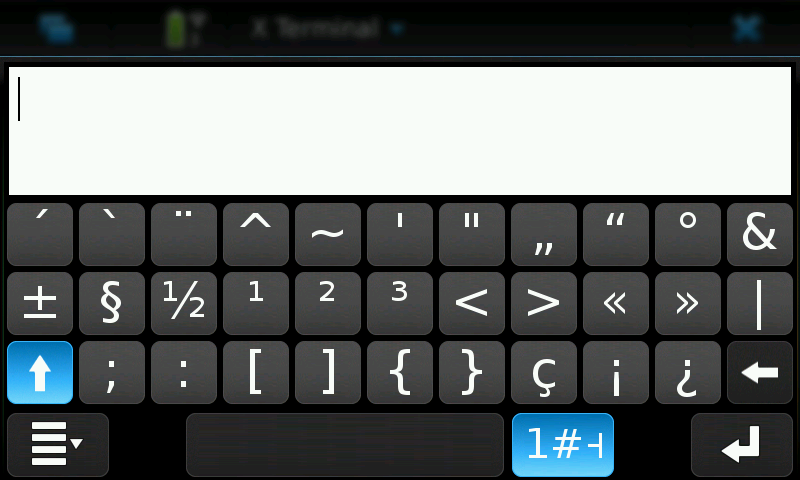 X Terminal
´ ` ¨ ^ ~ ' " „ “ ° &
± § ½ ¹ ² ³ < > « » |
; : [ ] { } ç ¡ ¿
1#